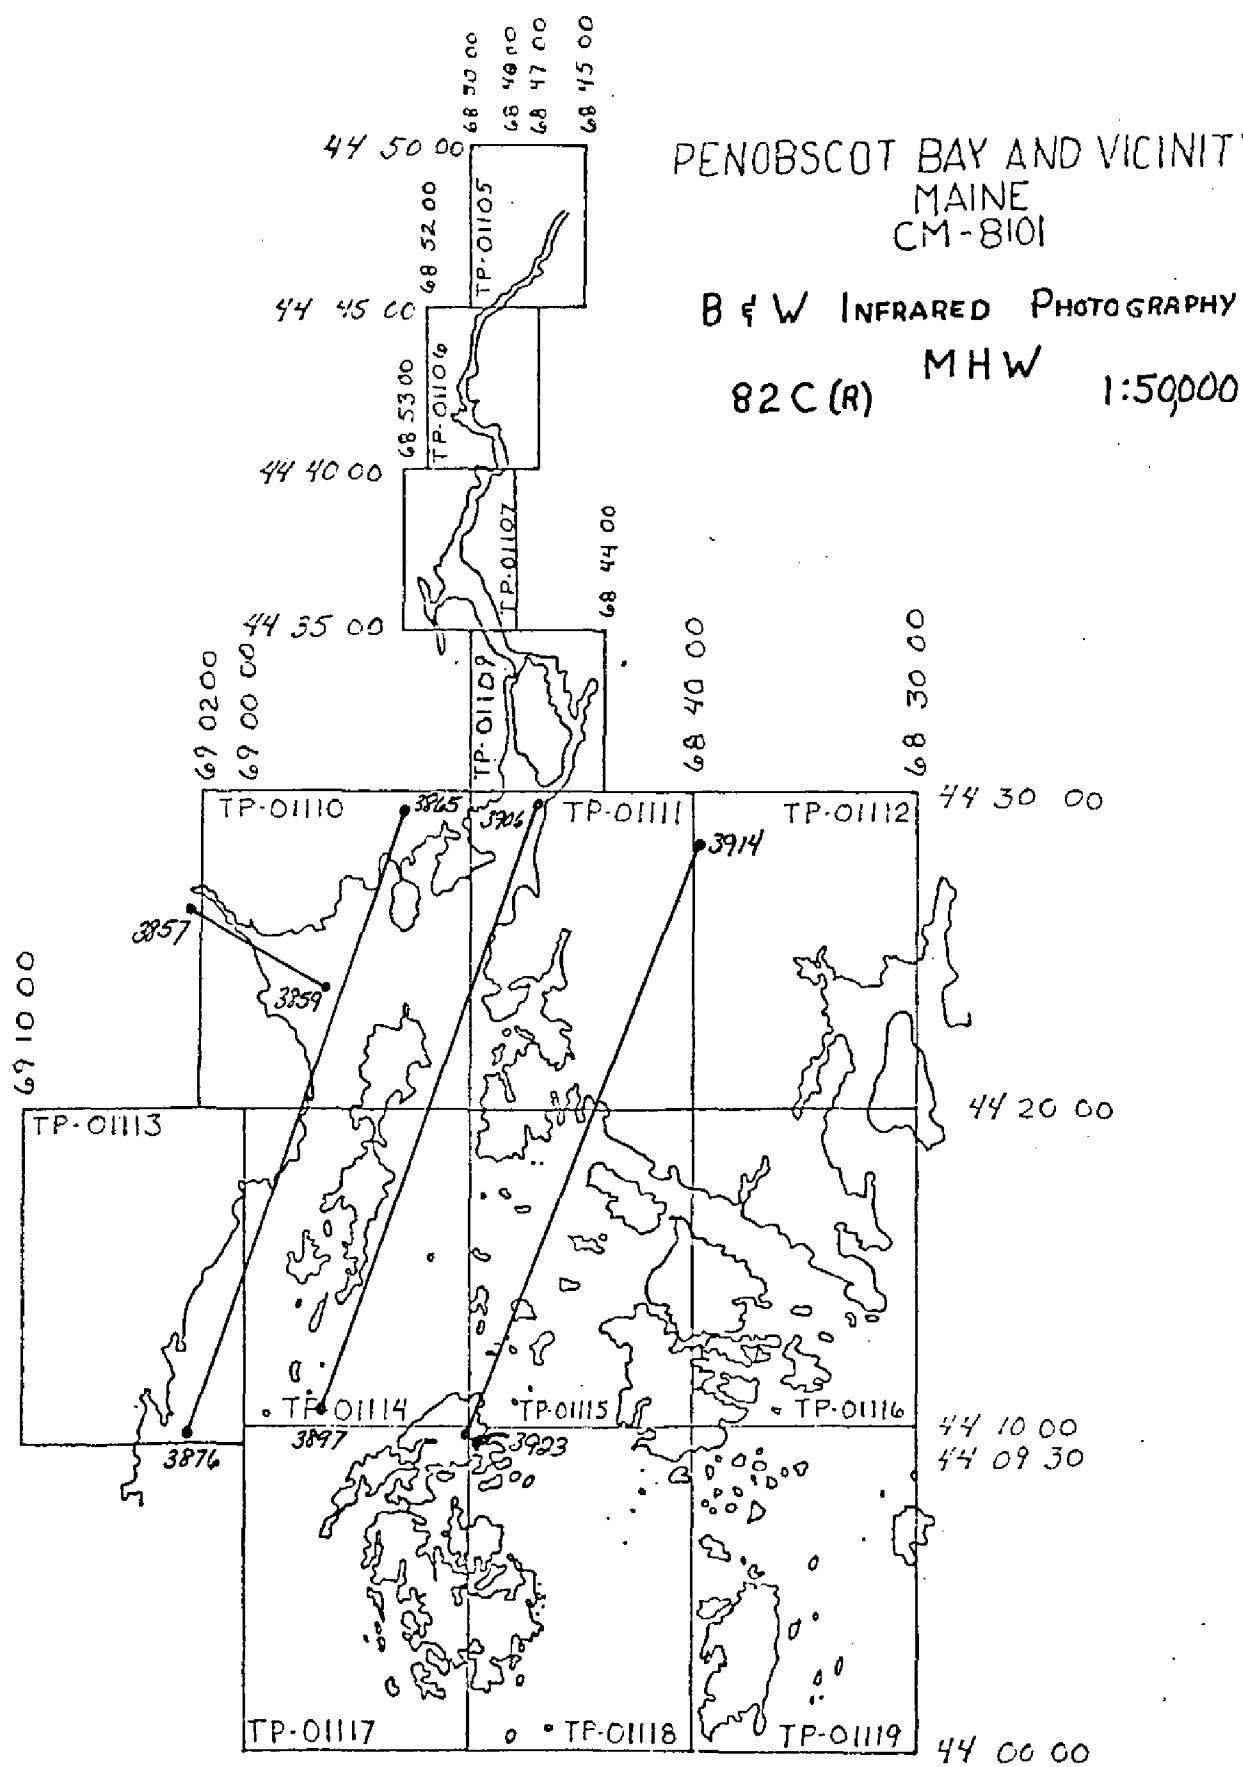 68 50 00
68 48 00
68 47 00
68 45 00
44 50 00
PENOBSCOT BAY AND VICINIT
MAINE
CM-8101
TP-01105
68 52 00
44 45 00
B & W INFRARED PHOTOGRAPHY
MHW
82C(R)
1:50,000
TP-01106
68 53 00
44 40 00
TP-01107
68 44 00
44 35 00
TP-01109
69 02 00
69 00 00
68 40 00
68 30 00
TP-01110
3865
3906
TP-01111
TP-01112
44 30 00
3914
3857
3859
69 10 00
TP-01113
44 20 00
TP-01114
TP-01115
TP-01116
44 10 00
3876
3897
3923
44 09 30
TP-01117
TP-01118
TP-01119
44 00 00